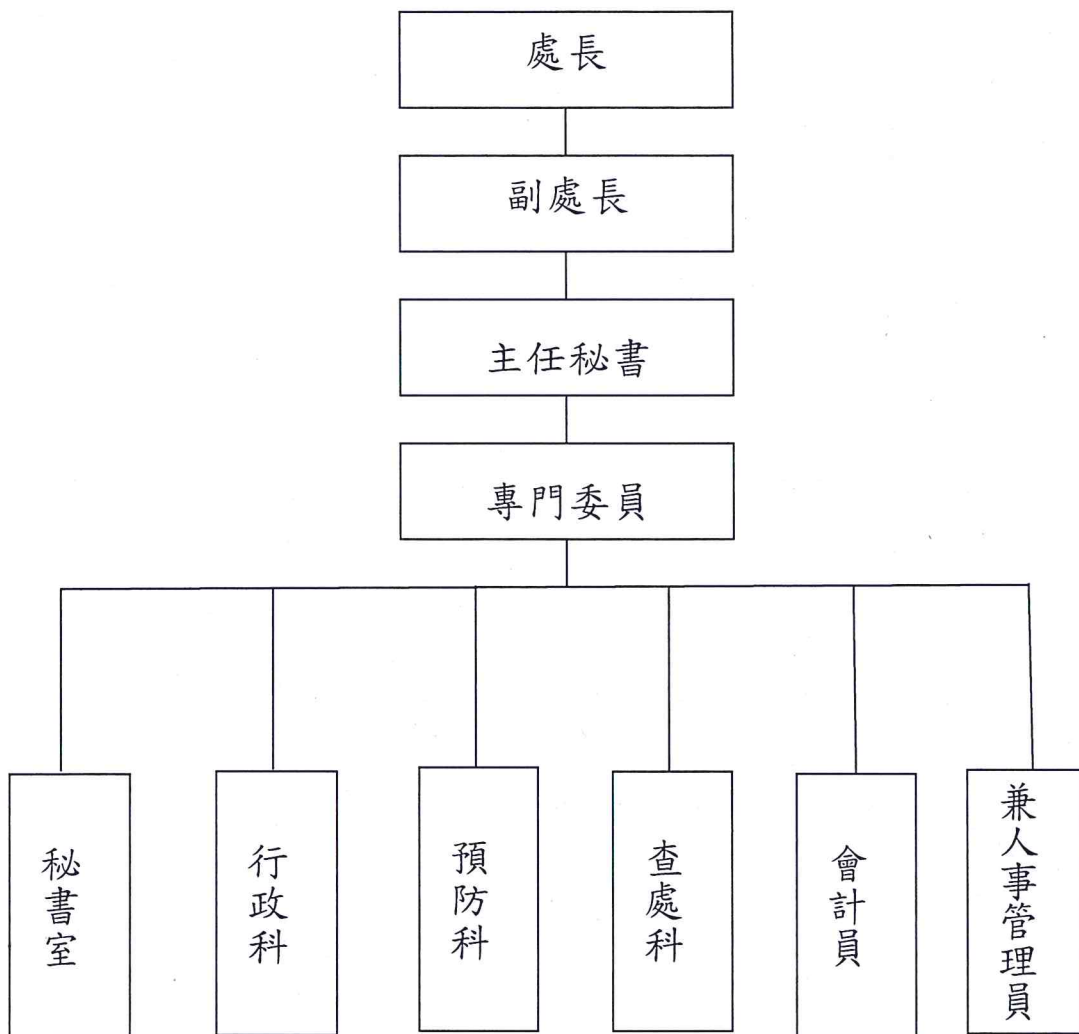 處長
副處長
主任秘書
專門委員
秘書室
行政科
預防科
查處科
會計員
兼人事管理員